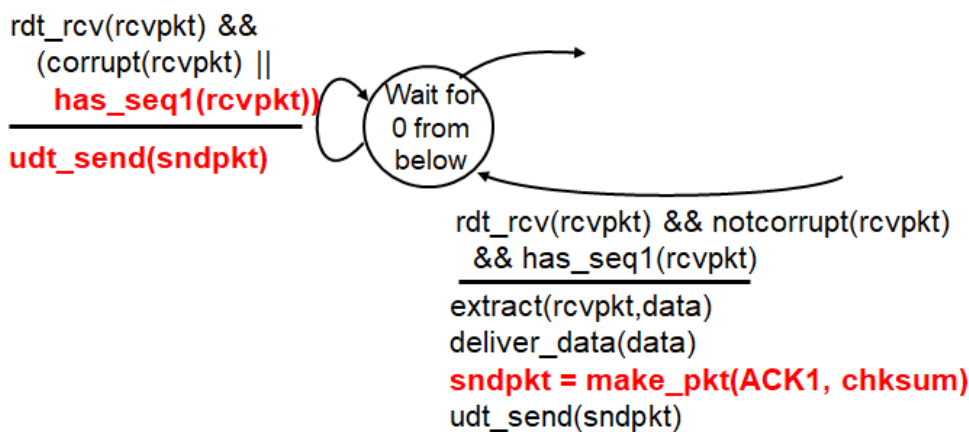 rdt_rcv(rcvpkt) &&
(corrupt(rcvpkt) ||
has_seq1(rcvpkt))
udt_send(sndpkt)
Wait for
0 from
below
rdt_rcv(rcvpkt) && notcorrupt(rcvpkt)
&& has_seq1(rcvpkt)
extract(rcvpkt,data)
deliver_data(data)
sndpkt = make_pkt(ACK1, chksum)
udt_send(sndpkt)